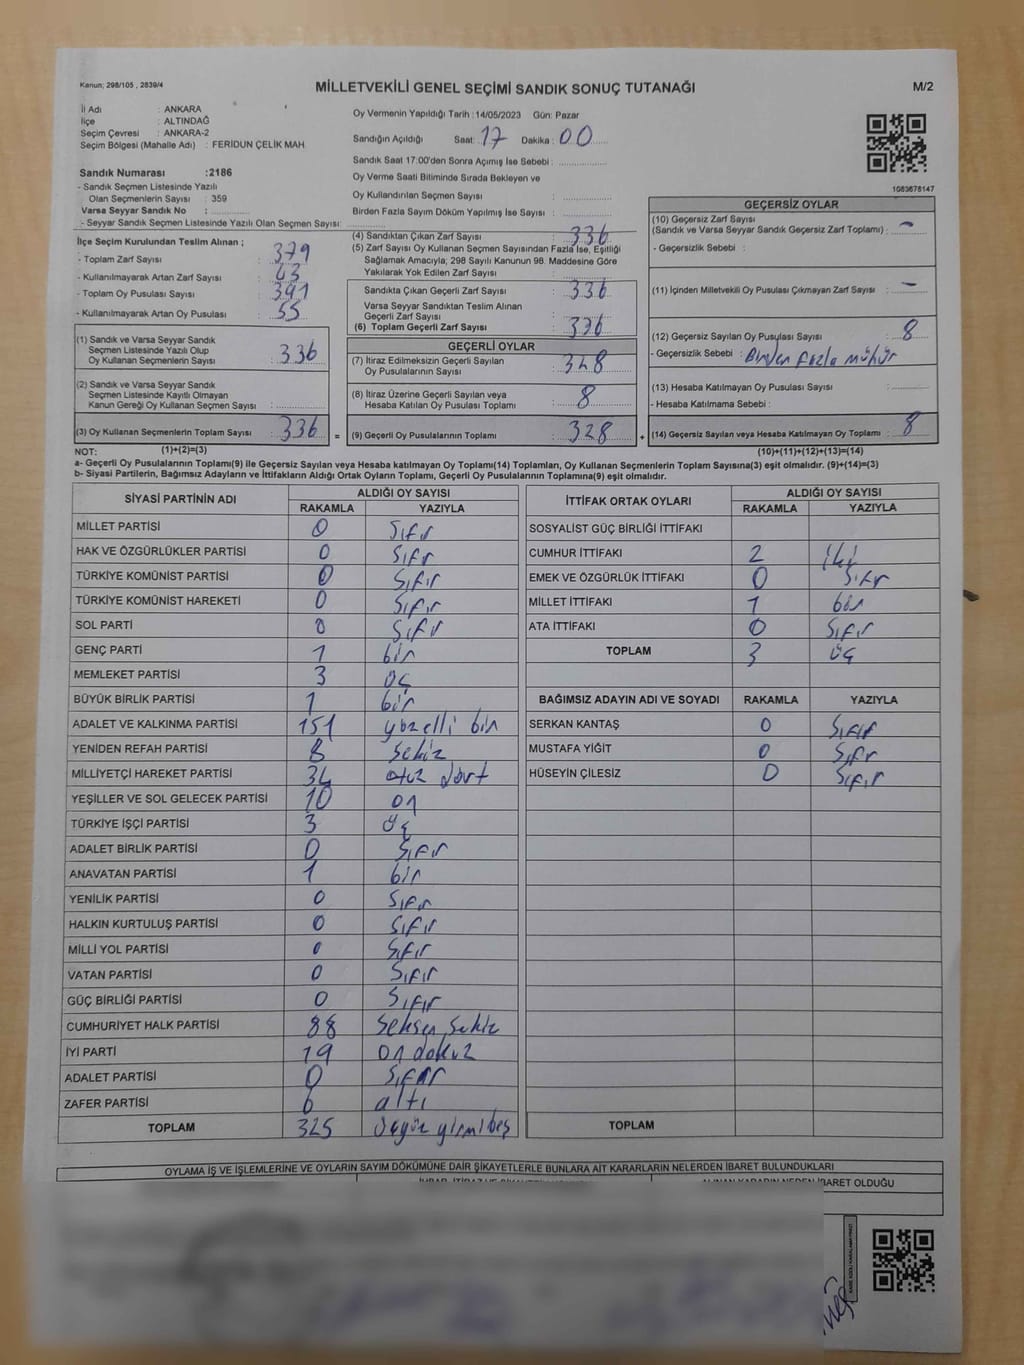 Kanun; 298/105 , 2839/4
MİLLETVEKİLİ GENEL SEÇİMİ SANDIK SONUÇ TUTANAĞI
M/2
İl Adı : ANKARA
İlçe : ALTINDAĞ
Seçim Çevresi : ANKARA-2
Seçim Bölgesi (Mahalle Adı) : FERİDUN ÇELİK MAH.
Oy Vermenin Yapıldığı Tarih : 14/05/2023 Gün: Pazar
Sandığın Açıldığı Saat: 17 Dakika: 00
Sandık Saat 17:00'den Sonra Açımış İse Sebebi :
Oy Verme Saati Bitiminde Sırada Bekleyen ve
Oy Kullandırılan Seçmen Sayısı :
Birden Fazla Sayım Döküm Yapılmış İse Sayısı :
Sandık Numarası :2186
- Sandık Seçmen Listesinde Yazılı
Olan Seçmenlerin Sayısı : 359
Varsa Seyyar Sandık No :
- Seyyar Sandık Seçmen Listesinde Yazılı Olan Seçmen Sayısı:
1083678147
İlçe Seçim Kurulundan Teslim Alınan ;
- Toplam Zarf Sayısı : 379
- Kullanılmayarak Artan Zarf Sayısı : 43
- Toplam Oy Pusulası Sayısı : 391
- Kullanılmayarak Artan Oy Pusulası : 55
(1) Sandık ve Varsa Seyyar Sandık
Seçmen Listesinde Yazılı Olup
Oy Kullanan Seçmenlerin Sayısı : 336
(2) Sandık ve Varsa Seyyar Sandık
Seçmen Listesinde Kayıtlı Olmayan
Kanun Gereği Oy Kullanan Seçmen Sayısı :
(3) Oy Kullanan Seçmenlerin Toplam Sayısı : 336 =
(4) Sandıktan Çıkan Zarf Sayısı : 336
(5) Zarf Sayısı Oy Kullanan Seçmen Sayısından Fazla İse, Eşitliği
Sağlamak Amacıyla; 298 Sayılı Kanunun 98. Maddesine Göre
Yakılarak Yok Edilen Zarf Sayısı :
Sandıkta Çıkan Geçerli Zarf Sayısı : 336
Varsa Seyyar Sandıktan Teslim Alınan
Geçerli Zarf Sayısı :
(6) Toplam Geçerli Zarf Sayısı : 336
GEÇERLİ OYLAR
(7) İtiraz Edilmeksizin Geçerli Sayılan
Oy Pusulalarının Sayısı :
(8) İtiraz Üzerine Geçerli Sayılan veya
Hesaba Katılan Oy Pusulası Toplamı : 8
(9) Geçerli Oy Pusulalarının Toplamı : 328 +
GEÇERSİZ OYLAR
(10) Geçersiz Zarf Sayısı
(Sandık ve Varsa Seyyar Sandık Geçersiz Zarf Toplamı) : -
- Geçersizlik Sebebi :
(11) İçinden Milletvekili Oy Pusulası Çıkmayan Zarf Sayısı : -
(12) Geçersiz Sayılan Oy Pusulası Sayısı : 8
- Geçersizlik Sebebi : Birden fazla mühür
(13) Hesaba Katılmayan Oy Pusulası Sayısı :
- Hesaba Katılmama Sebebi :
(14) Geçersiz Sayılan veya Hesaba Katılmayan Oy Toplamı : 8
NOT: (1)+(2)=(3)
(10)+(11)+(12)+(13)=(14)
a- Geçerli Oy Pusulalarının Toplamı(9) ile Geçersiz Sayılan veya Hesaba katılmayan Oy Toplamı(14) Toplamları, Oy Kullanan Seçmenlerin Toplam Sayısına(3) eşit olmalıdır. (9)+(14)=(3)
b- Siyasi Partilerin, Bağımsız Adayların ve İttifakların Aldığı Ortak Oyların Toplamı, Geçerli Oy Pusulalarının Toplamına(9) eşit olmalıdır.
SİYASİ PARTİNİN ADI ALDIĞI OY SAYISI
RAKAMLA YAZIYLA
MİLLET PARTİSİ 0 Sıfır
HAK VE ÖZGÜRLÜKLER PARTİSİ 0 Sıfır
TÜRKİYE KOMÜNİST PARTİSİ 0 Sıfır
TÜRKİYE KOMÜNİST HAREKETİ 0 Sıfır
SOL PARTİ 0 Sıfır
GENÇ PARTİ 1 bir
MEMLEKET PARTİSİ 3 üç
BÜYÜK BİRLİK PARTİSİ 1 bir
ADALET VE KALKINMA PARTİSİ 151 yüzelli bir
YENİDEN REFAH PARTİSİ 8 sekiz
MİLLİYETÇİ HAREKET PARTİSİ 34 otuz dört
YEŞİLLER VE SOL GELECEK PARTİSİ 10 on
TÜRKİYE İŞÇİ PARTİSİ 3 üç
ADALET BİRLİK PARTİSİ 0 Sıfır
ANAVATAN PARTİSİ 1 bir
YENİLİK PARTİSİ 0 Sıfır
HALKIN KURTULUŞ PARTİSİ 0 Sıfır
MİLLİ YOL PARTİSİ 0 Sıfır
VATAN PARTİSİ 0 Sıfır
GÜÇ BİRLİĞİ PARTİSİ 0 Sıfır
CUMHURİYET HALK PARTİSİ 88 Seksen Sekiz
İYİ PARTİ 19 on dokuz
ADALET PARTİSİ 0 Sıfır
ZAFER PARTİSİ 6 altı
TOPLAM 325 üçyüz yirmibeş
İTTİFAK ORTAK OYLARI ALDIĞI OY SAYISI
RAKAMLA YAZIYLA
SOSYALİST GÜÇ BİRLİĞİ İTTİFAKI
CUMHUR İTTİFAKI 2 iki
EMEK VE ÖZGÜRLÜK İTTİFAKI 0 Sıfır
MİLLET İTTİFAKI 1 bir
ATA İTTİFAKI 0 Sıfır
TOPLAM 3 üç
BAĞIMSIZ ADAYIN ADI VE SOYADI RAKAMLA YAZIYLA
SERKAN KANTAŞ 0 Sıfır
MUSTAFA YİĞİT 0 Sıfır
HÜSEYİN ÇİLESİZ 0 Sıfır
TOPLAM
OYLAMA İŞ VE İŞLEMLERİNE VE OYLARIN SAYIM DÖKÜMÜNE DAİR ŞİKAYETLERLE BUNLARA AİT KARARLARIN NELERDEN İBARET BULUNDUKLARI
ALINAN KARARIN NEDEN İBARET OLDUĞU